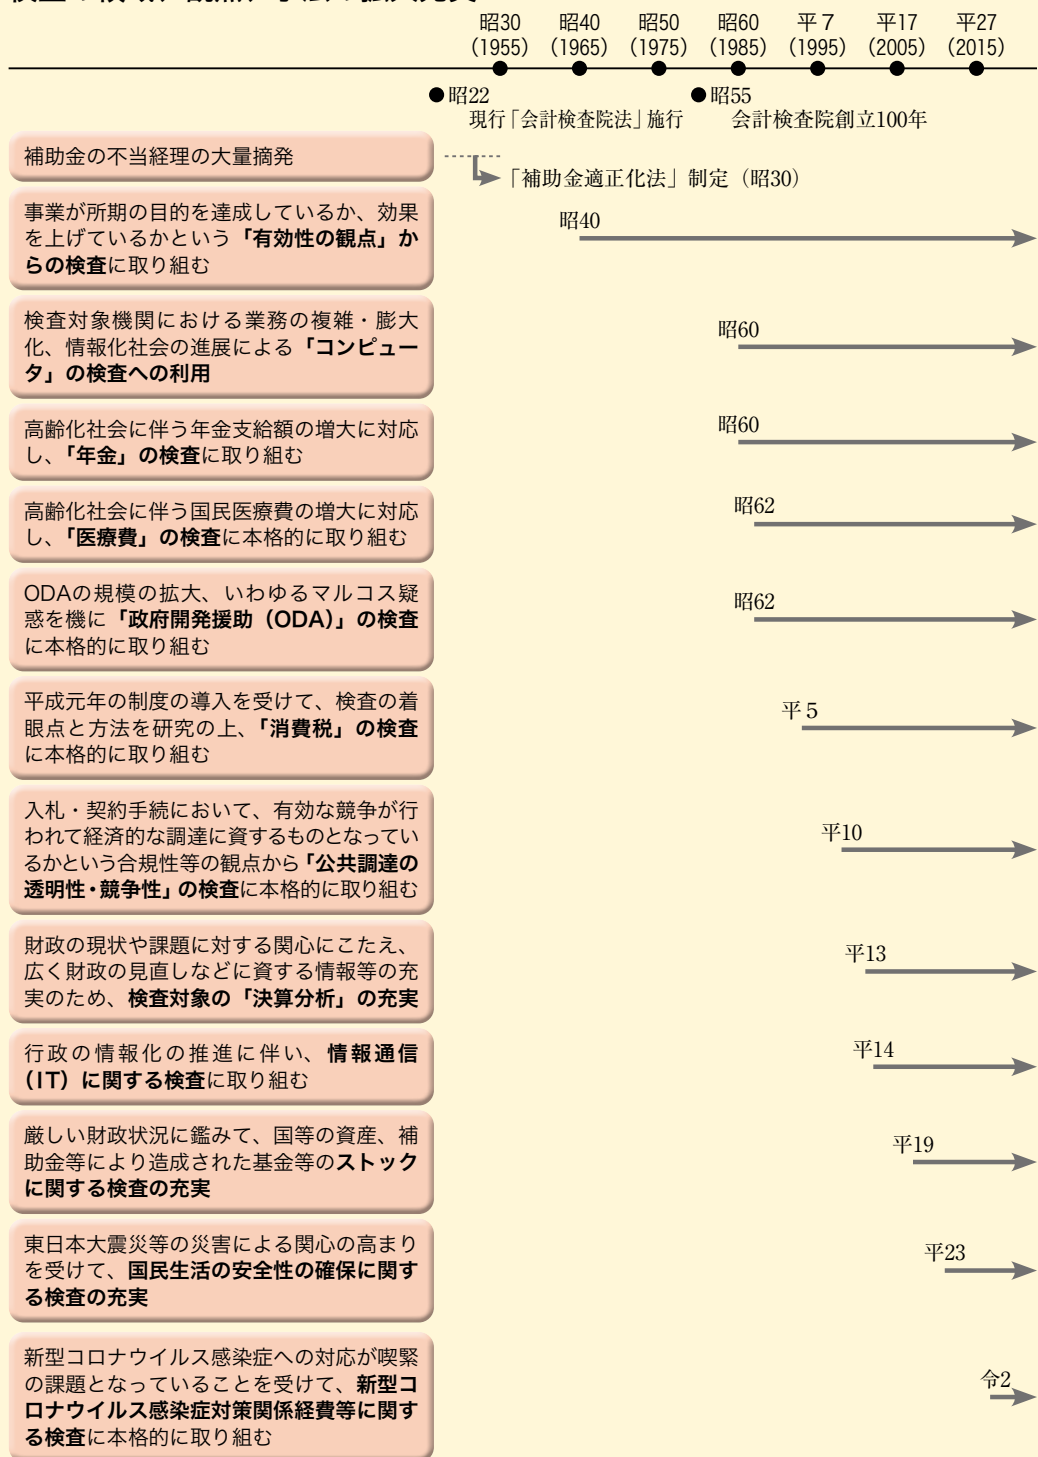 昭30 昭40 昭50 昭60 平７ 平17 平27
（1955）（1965）（1975）（1985）（1995）（2005）（2015）
昭22 昭55
現行「会計検査院法」施行 会計検査院創立100年
補助金の不当経理の大量摘発
「補助金適正化法」制定（昭30）
事業が所期の目的を達成しているか、効果
を上げているかという「有効性の観点」か
らの検査に取り組む
昭40
検査対象機関における業務の複雑・膨大
化、情報化社会の進展による「コンピュー
タ」の検査への利用
昭60
高齢化社会に伴う年金支給額の増大に対応
し、「年金」の検査に取り組む
昭60
高齢化社会に伴う国民医療費の増大に対応
し、「医療費」の検査に本格的に取り組む
昭62
ODAの規模の拡大、いわゆるマルコス疑
惑を機に「政府開発援助（ODA）」の検査
に本格的に取り組む
昭62
平成元年の制度の導入を受けて、検査の着
眼点と方法を研究の上、「消費税」の検査
に本格的に取り組む
平５
入札・契約手続において、有効な競争が行
われて経済的な調達に資するものとなってい
るかという合規性等の観点から「公共調達の
透明性・競争性」の検査に本格的に取り組む
平10
財政の現状や課題に対する関心にこたえ、
広く財政の見直しなどに資する情報等の充
実のため、検査対象の「決算分析」の充実
平13
行政の情報化の推進に伴い、情報通信
（IT）に関する検査に取り組む
平14
厳しい財政状況に鑑みて、国等の資産、補
助金等により造成された基金等のストック
に関する検査の充実
平19
東日本大震災等の災害による関心の高まり
を受けて、国民生活の安全性の確保に関す
る検査の充実
平23
新型コロナウイルス感染症への対応が喫緊
の課題となっていることを受けて、新型コ
ロナウイルス感染症対策関係経費等に関す
る検査に本格的に取り組む
令2